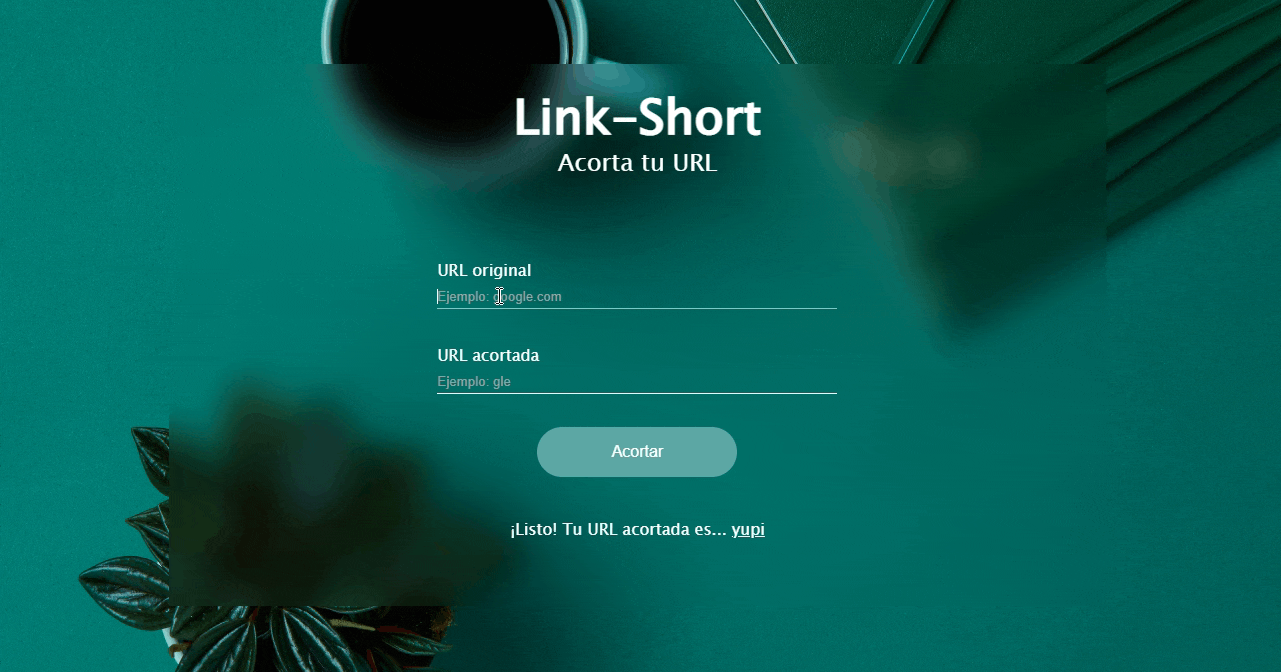 Link-Short
Acorta tu URL
URL original
Ejemplo: google.com
URL acortada
Ejemplo: gle
Acortar
¡Listo! Tu URL acortada es... yupi